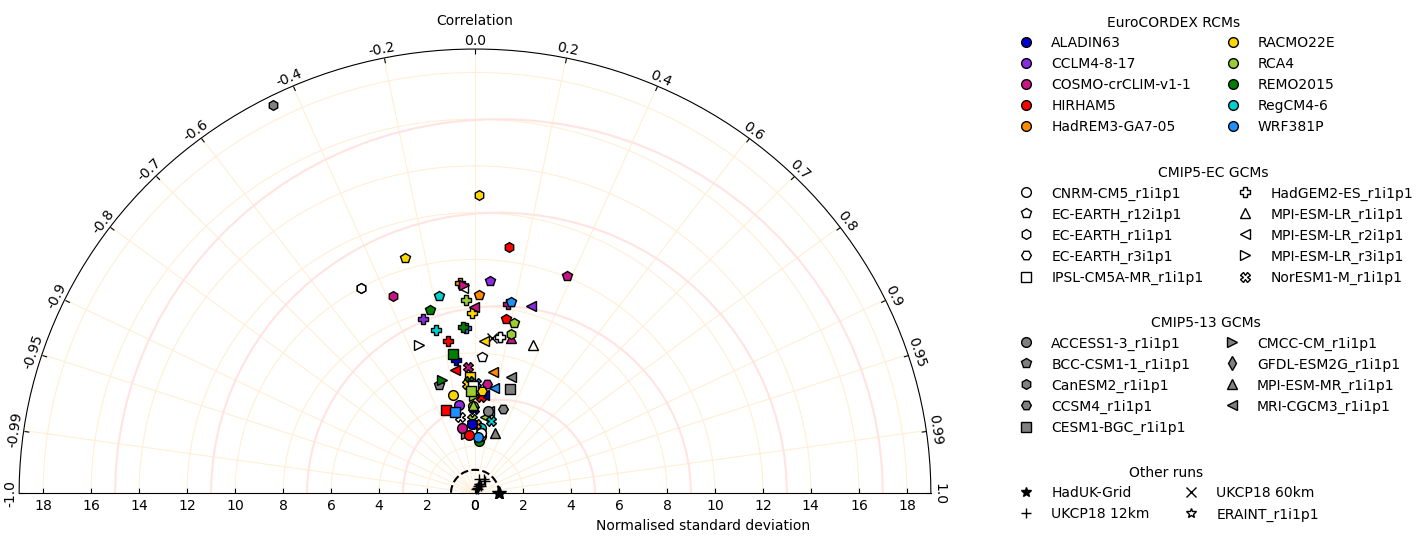 Correlation
-1.0
-0.99
-0.95
-0.9
-0.8
-0.7
-0.6
-0.4
-0.2
0.0
0.2
0.4
0.6
0.7
0.8
0.9
0.95
0.99
1.0
18 16 14 12 10 8 6 4 2 0 2 4 6 8 10 12 14 16 18
Normalised standard deviation
EuroCORDEX RCMs
ALADIN63 RACMO22E
CCLM4-8-17 RCA4
COSMO-crCLIM-v1-1 REMO2015
HIRHAM5 RegCM4-6
HadREM3-GA7-05 WRF381P
CMIP5-EC GCMs
CNRM-CM5_r1i1p1 HadGEM2-ES_r1i1p1
EC-EARTH_r12i1p1 MPI-ESM-LR_r1i1p1
EC-EARTH_r1i1p1 MPI-ESM-LR_r2i1p1
EC-EARTH_r3i1p1 MPI-ESM-LR_r3i1p1
IPSL-CM5A-MR_r1i1p1 NorESM1-M_r1i1p1
CMIP5-13 GCMs
ACCESS1-3_r1i1p1 CMCC-CM_r1i1p1
BCC-CSM1-1_r1i1p1 GFDL-ESM2G_r1i1p1
CanESM2_r1i1p1 MPI-ESM-MR_r1i1p1
CCSM4_r1i1p1 MRI-CGCM3_r1i1p1
CESM1-BGC_r1i1p1
Other runs
HadUK-Grid UKCP18 60km
UKCP18 12km ERAINT_r1i1p1